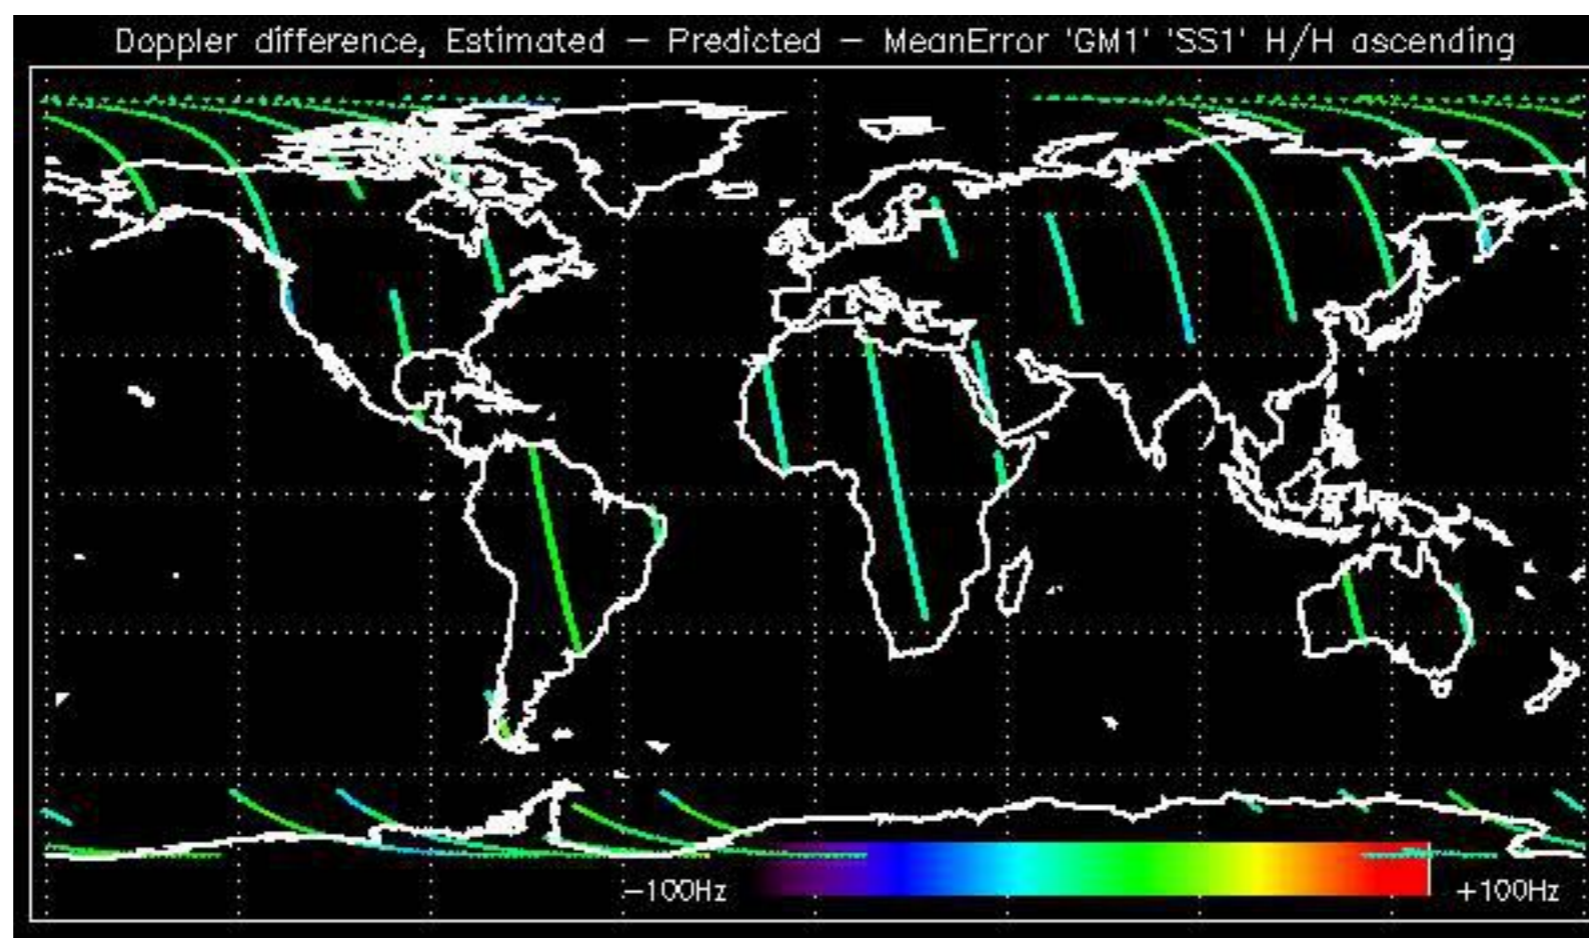 Doppler difference, Estimated – Predicted – MeanError 'GM1' 'SS1' H/H ascending
–100Hz +100Hz